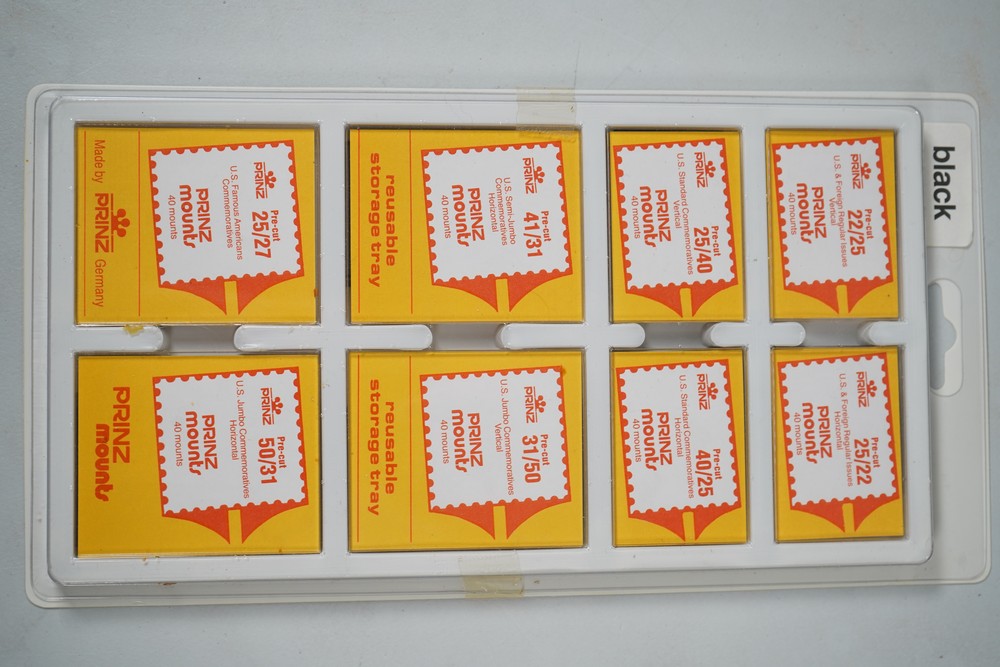 black
PRINZ
Pre-cut
22/25
U.S. & Foreign Regular Issues
Vertical
PRINZ
mounts
40 mounts
PRINZ
Pre-cut
25/22
U.S. & Foreign Regular Issues
Horizontal
PRINZ
mounts
40 mounts
PRINZ
Pre-cut
25/40
U.S. Standard Commemoratives
Vertical
PRINZ
mounts
40 mounts
PRINZ
Pre-cut
40/25
U.S. Standard Commemoratives
Horizontal
PRINZ
mounts
40 mounts
PRINZ
Pre-cut
41/31
U.S. Semi-Jumbo
Commemoratives
Horizontal
PRINZ
mounts
40 mounts
reusable
storage tray
PRINZ
Pre-cut
31/50
U.S. Jumbo Commemoratives
Vertical
PRINZ
mounts
40 mounts
reusable
storage tray
PRINZ
Pre-cut
25/27
U.S. Famous Americans
Commemoratives
PRINZ
mounts
40 mounts
Made by PRINZ Germany
PRINZ
Pre-cut
50/31
U.S. Jumbo Commemoratives
Horizontal
PRINZ
mounts
40 mounts
PRINZ
mounts